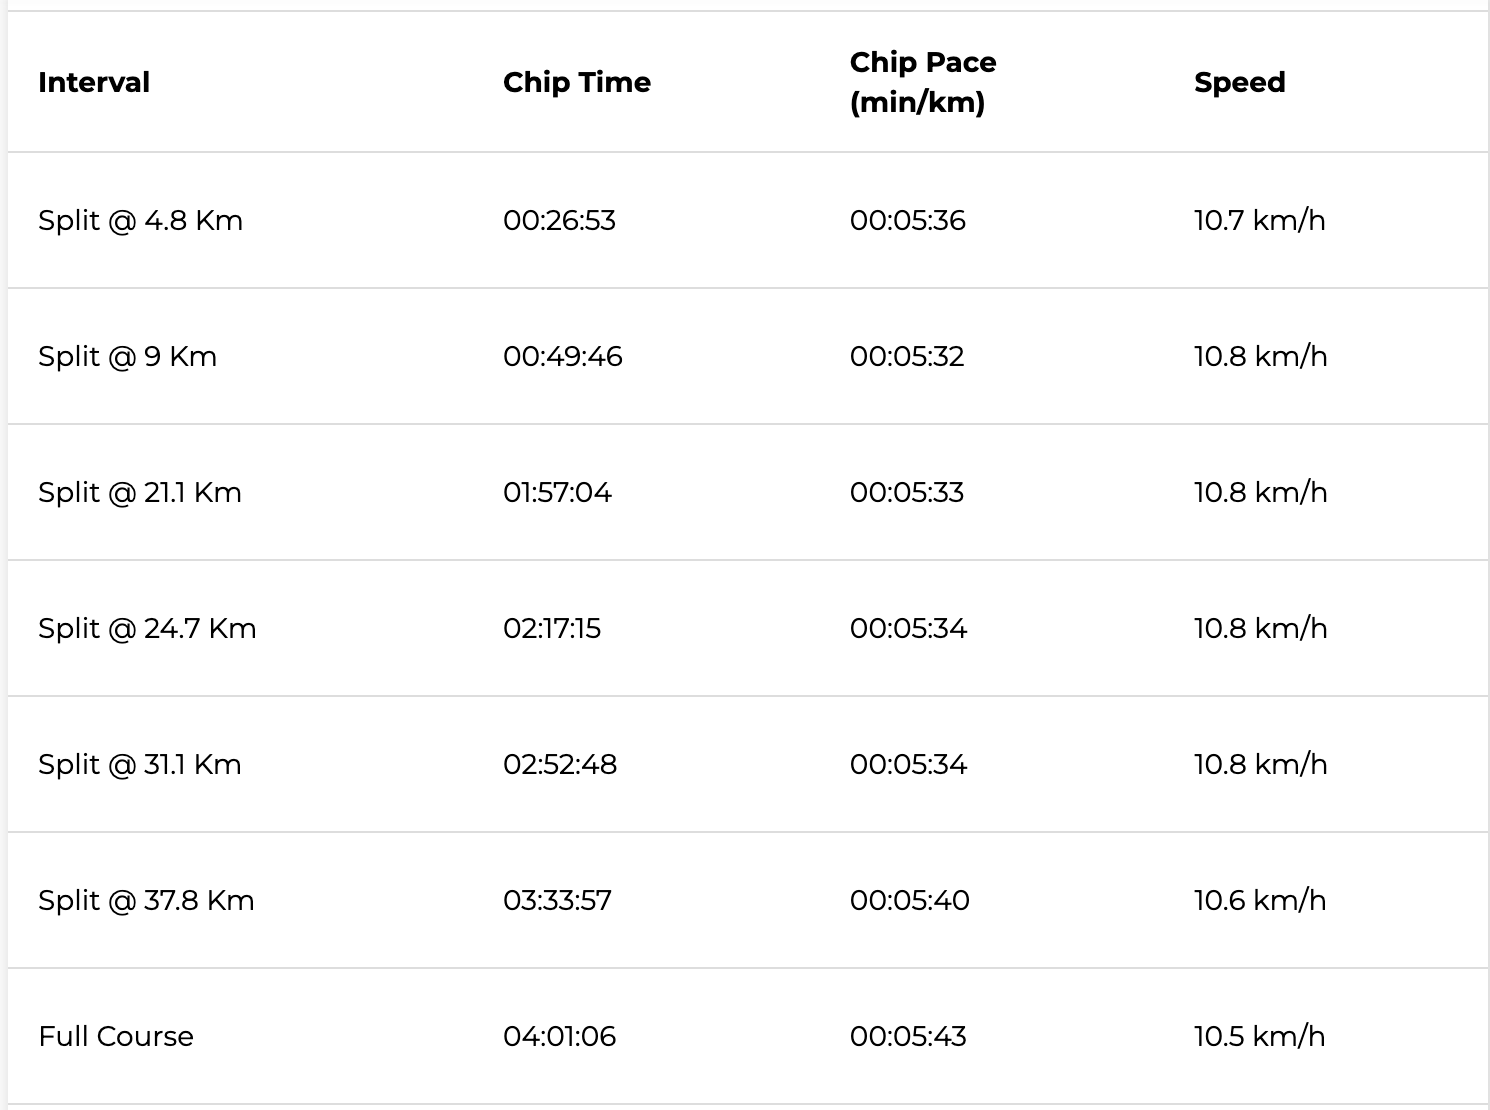 Interval Chip Time Chip Pace (min/km) Speed
Split @ 4.8 Km 00:26:53 00:05:36 10.7 km/h
Split @ 9 Km 00:49:46 00:05:32 10.8 km/h
Split @ 21.1 Km 01:57:04 00:05:33 10.8 km/h
Split @ 24.7 Km 02:17:15 00:05:34 10.8 km/h
Split @ 31.1 Km 02:52:48 00:05:34 10.8 km/h
Split @ 37.8 Km 03:33:57 00:05:40 10.6 km/h
Full Course 04:01:06 00:05:43 10.5 km/h